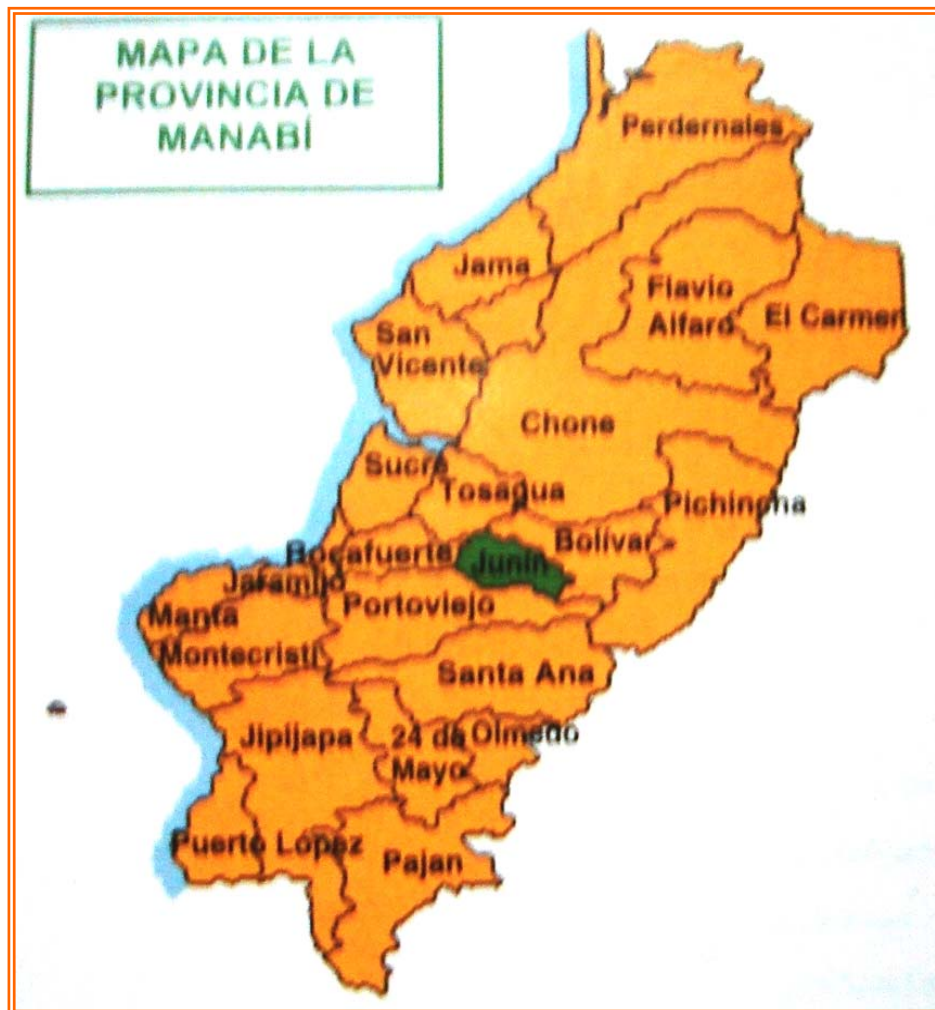 MAPA DE LA
PROVINCIA DE
MANABÍ
Perdernales
Jama
Flavio
Alfaro
El Carmen
San
Vicente
Chone
Sucre
Tosagua
Pichincha
Bolívar
Rocafuerte
Junín
Jaramijo
Portoviejo
Manta
Montecristi
Santa Ana
Jipijapa
24 de
Mayo
Olmedo
Puerto López
Pajan